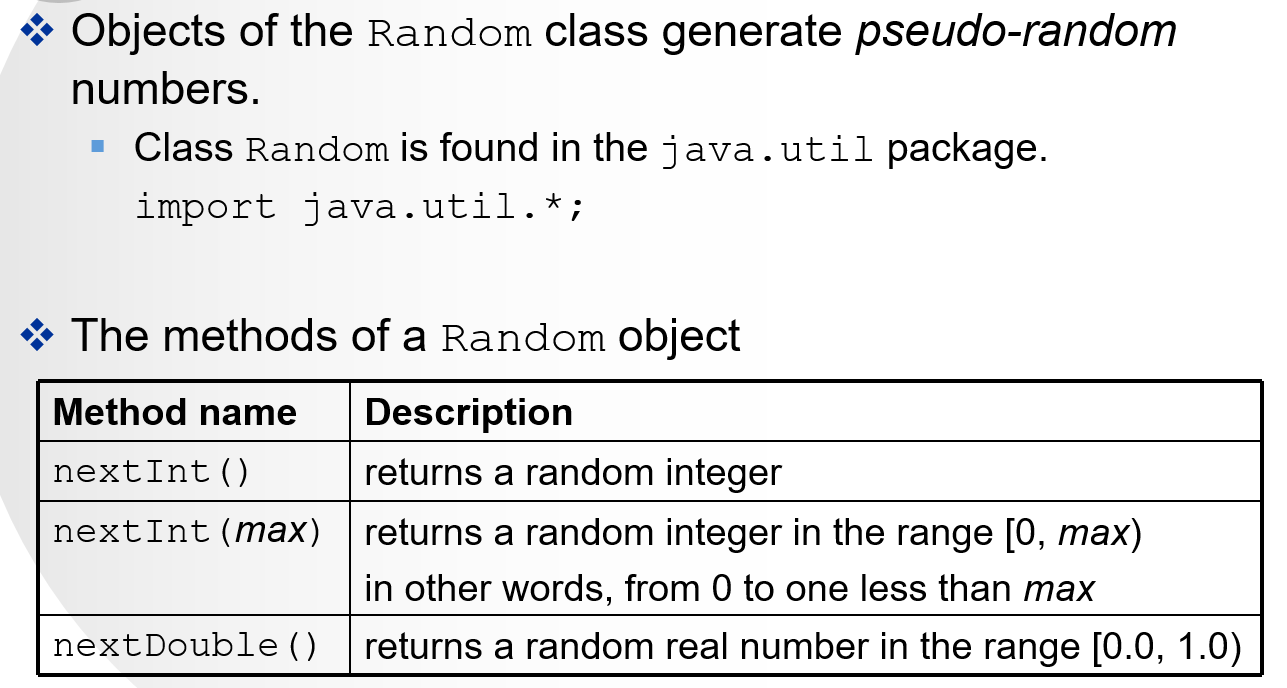 Objects of the Random class generate pseudo-random
numbers.
Class Random is found in the java.util package.
import java.util.*;
The methods of a Random object
Method name Description
nextInt() returns a random integer
nextInt(max) returns a random integer in the range [0, max)
in other words, from 0 to one less than max
nextDouble() returns a random real number in the range [0.0, 1.0)